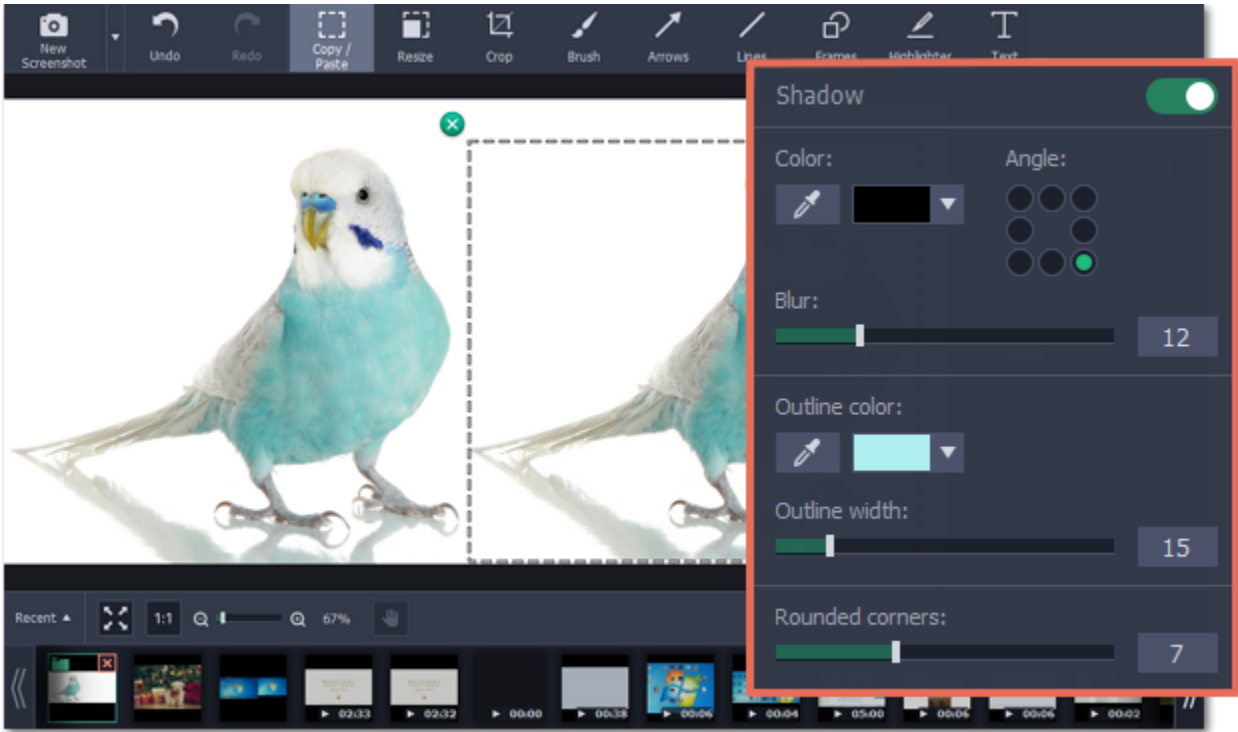 New
Screenshot
Undo
Redo
Copy /
Paste
Resize
Crop
Brush
Arrows
Lines
Frames
Highlighter
Text
Shadow
Color:
Angle:
Blur:
12
Outline color:
Outline width:
15
Rounded corners:
7
Recent
1:1
67%
02:33
02:32
00:00
00:38
00:06
00:04
05:00
00:06
00:06
00:02